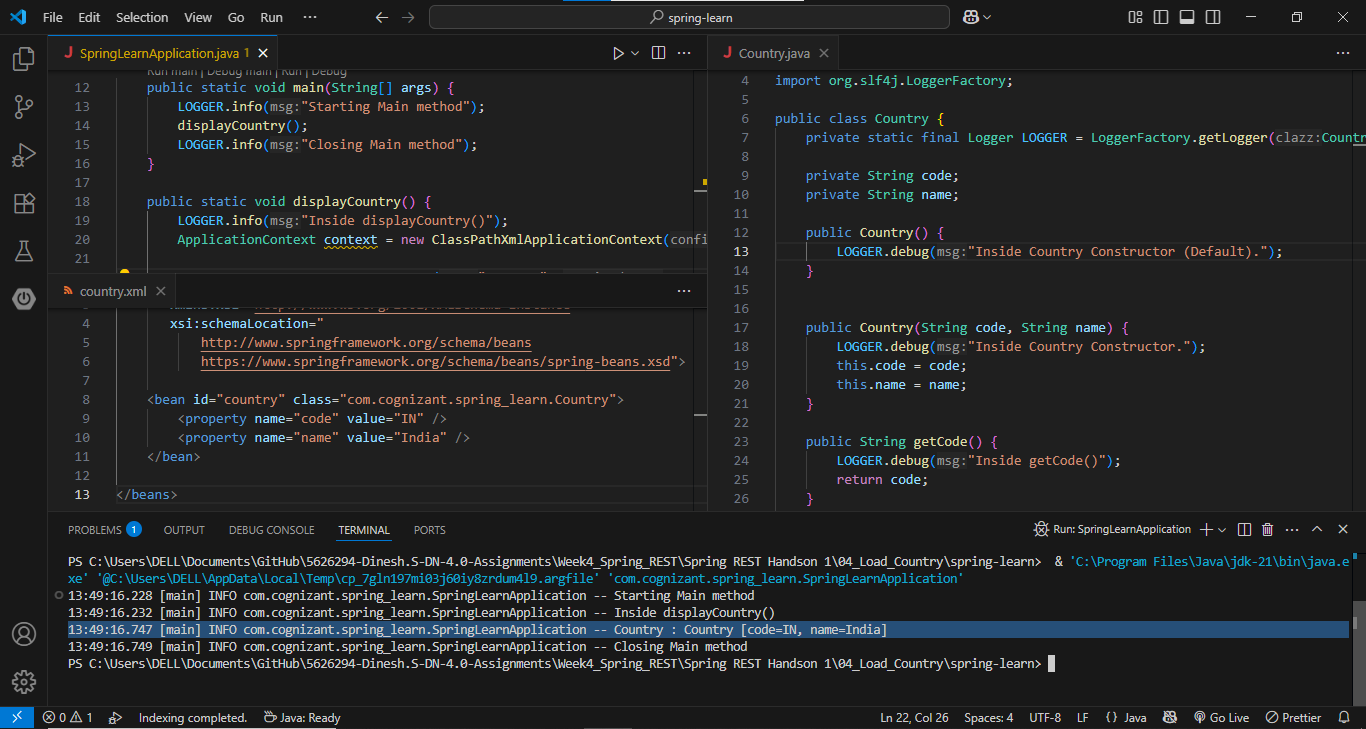 File Edit Selection View Go Run ··· spring-learn
SpringLearnApplication.java 1
Run main | Debug main | Run | Debug
12 public static void main(String[] args) {
13 LOGGER.info(msg:"Starting Main method");
14 displayCountry();
15 LOGGER.info(msg:"Closing Main method");
16 }
17
18 public static void displayCountry() {
19 LOGGER.info(msg:"Inside displayCountry()");
20 ApplicationContext context = new ClassPathXmlApplicationContext(confi
21
country.xml
4 xsi:schemaLocation="
5 http://www.springframework.org/schema/beans
6 https://www.springframework.org/schema/beans/spring-beans.xsd">
7
8 <bean id="country" class="com.cognizant.spring_learn.Country">
9 <property name="code" value="IN" />
10 <property name="name" value="India" />
11 </bean>
12
13 </beans>
Country.java
4 import org.slf4j.LoggerFactory;
5
6 public class Country {
7 private static final Logger LOGGER = LoggerFactory.getLogger(clazz:Countr
8
9 private String code;
10 private String name;
11
12 public Country() {
13 LOGGER.debug(msg:"Inside Country Constructor (Default).");
14 }
15
16
17 public Country(String code, String name) {
18 LOGGER.debug(msg:"Inside Country Constructor.");
19 this.code = code;
20 this.name = name;
21 }
22
23 public String getCode() {
24 LOGGER.debug(msg:"Inside getCode()");
25 return code;
26 }
PROBLEMS 1 OUTPUT DEBUG CONSOLE TERMINAL PORTS Run: SpringLearnApplication
PS C:\Users\DELL\Documents\GitHub\5626294-Dinesh.S-DN-4.0-Assignments\Week4_Spring_REST\Spring REST Handson 1\04_Load_Country\spring-learn> & 'C:\Program Files\Java\jdk-21\bin\java.e
xe' '@C:\Users\DELL\AppData\Local\Temp\cp_7gln197mi03j60iy8zrdum4l9.argfile' 'com.cognizant.spring_learn.SpringLearnApplication'
13:49:16.228 [main] INFO com.cognizant.spring_learn.SpringLearnApplication -- Starting Main method
13:49:16.232 [main] INFO com.cognizant.spring_learn.SpringLearnApplication -- Inside displayCountry()
13:49:16.747 [main] INFO com.cognizant.spring_learn.SpringLearnApplication -- Country : Country [code=IN, name=India]
13:49:16.749 [main] INFO com.cognizant.spring_learn.SpringLearnApplication -- Closing Main method
PS C:\Users\DELL\Documents\GitHub\5626294-Dinesh.S-DN-4.0-Assignments\Week4_Spring_REST\Spring REST Handson 1\04_Load_Country\spring-learn>
0 1 Indexing completed. Java: Ready Ln 22, Col 26 Spaces: 4 UTF-8 LF {} Java Go Live Prettier